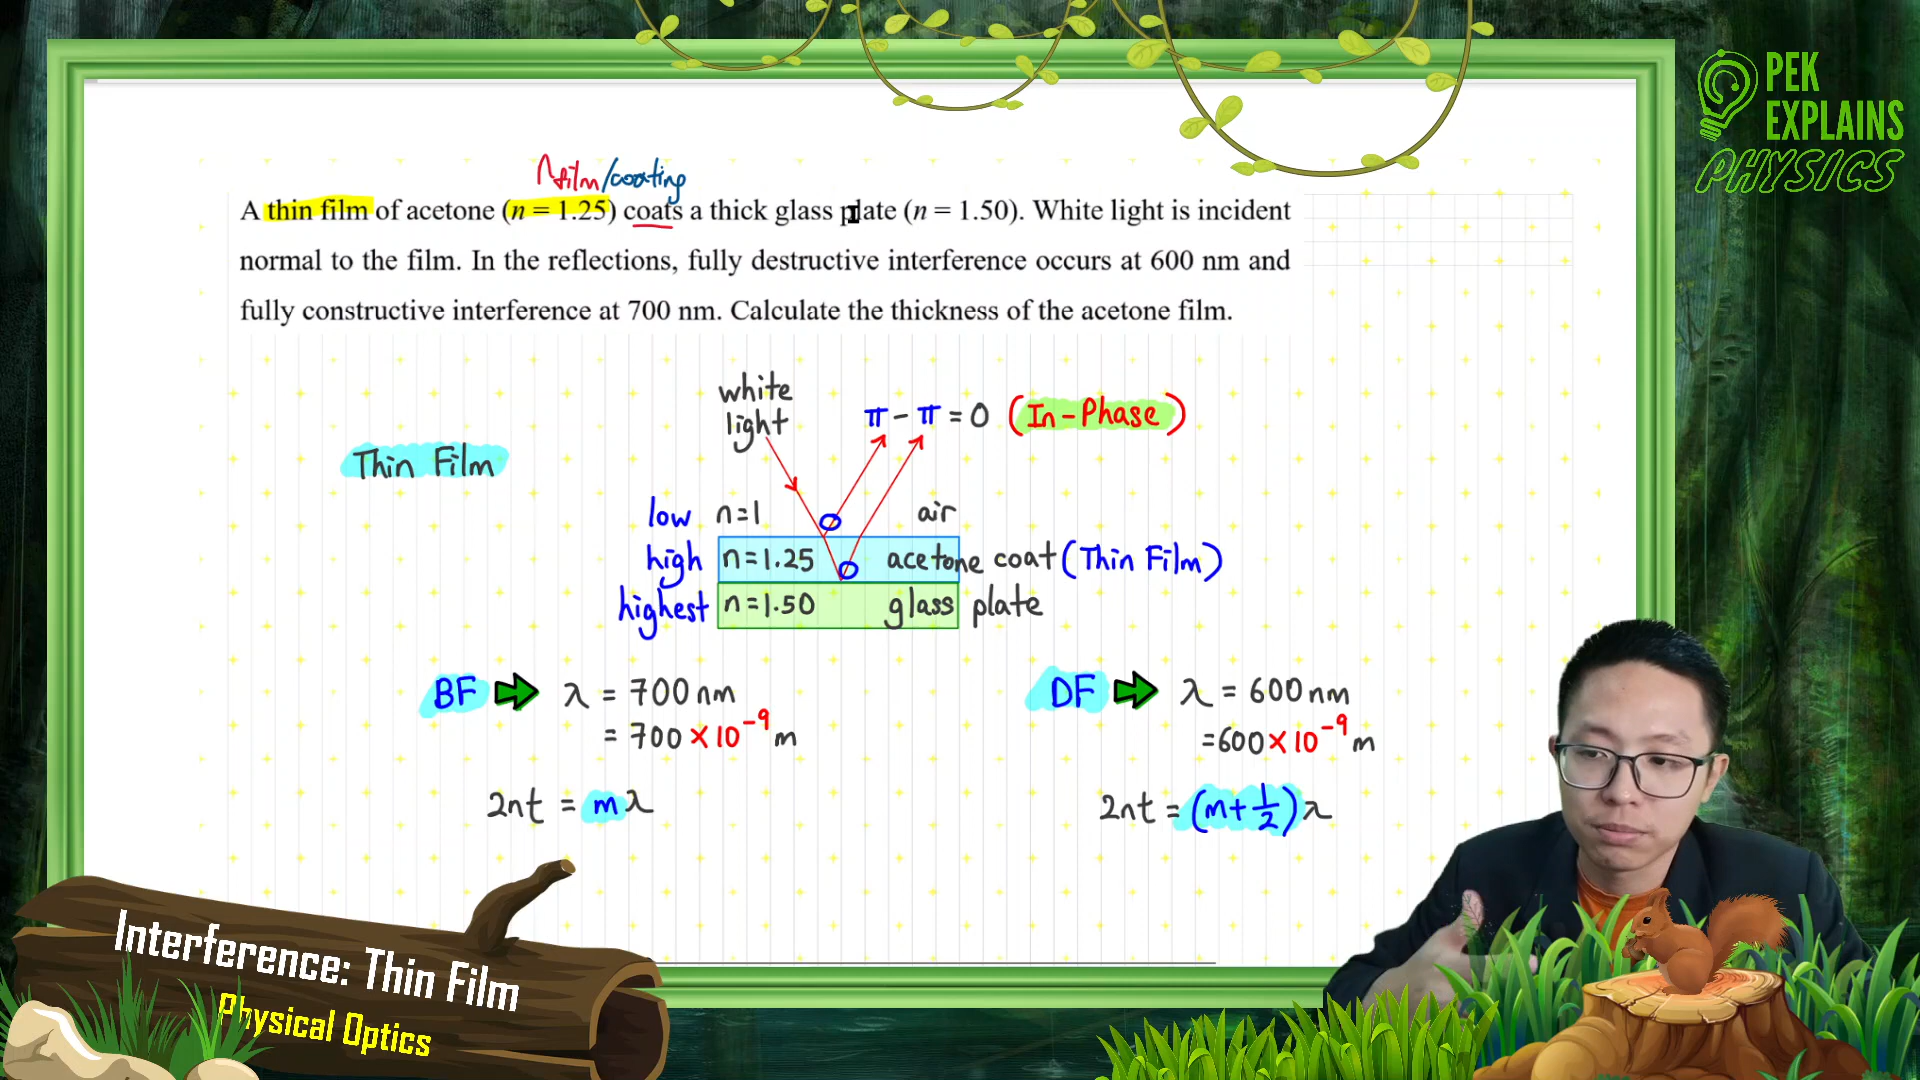 PEK
EXPLAINS
PHYSICS
nfilm/coating
A thin film of acetone (n = 1.25) coats a thick glass plate (n = 1.50). White light is incident
normal to the film. In the reflections, fully destructive interference occurs at 600 nm and
fully constructive interference at 700 nm. Calculate the thickness of the acetone film.
white
light
π - π = 0 (In-Phase)
Thin Film
low n=1 air
high n=1.25 acetone coat (Thin Film)
highest n=1.50 glass plate
BF λ = 700 nm
= 700 × 10⁻⁹ m
2nt = mλ
DF λ = 600 nm
= 600 × 10⁻⁹ m
2nt = (m + 1/2) λ
Interference: Thin Film
Physical Optics